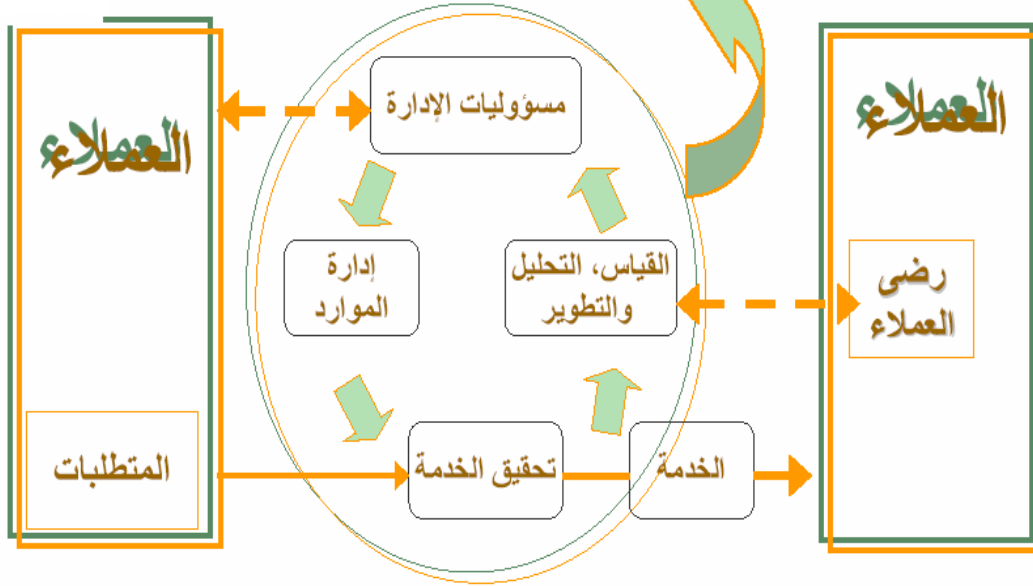 العملاء
العملاء
مسؤوليات الإدارة
إدارة
الموارد
القياس، التحليل
والتطوير
رضى
العملاء
المتطلبات
تحقيق الخدمة
الخدمة